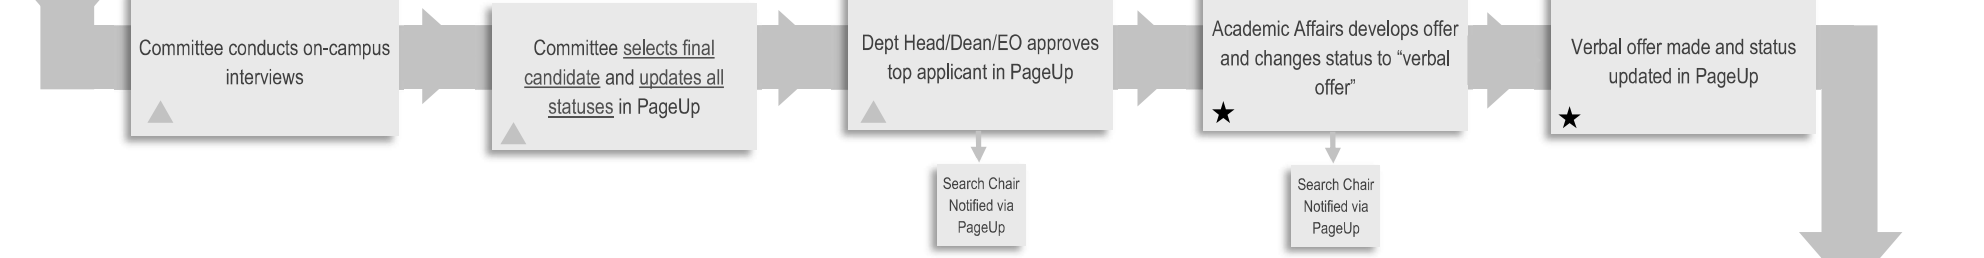 Committee conducts on-campus
interviews
Committee selects final
candidate and updates all
statuses in PageUp
Dept Head/Dean/EO approves
top applicant in PageUp
Search Chair
Notified via
PageUp
Academic Affairs develops offer
and changes status to “verbal
offer”
Search Chair
Notified via
PageUp
Verbal offer made and status
updated in PageUp